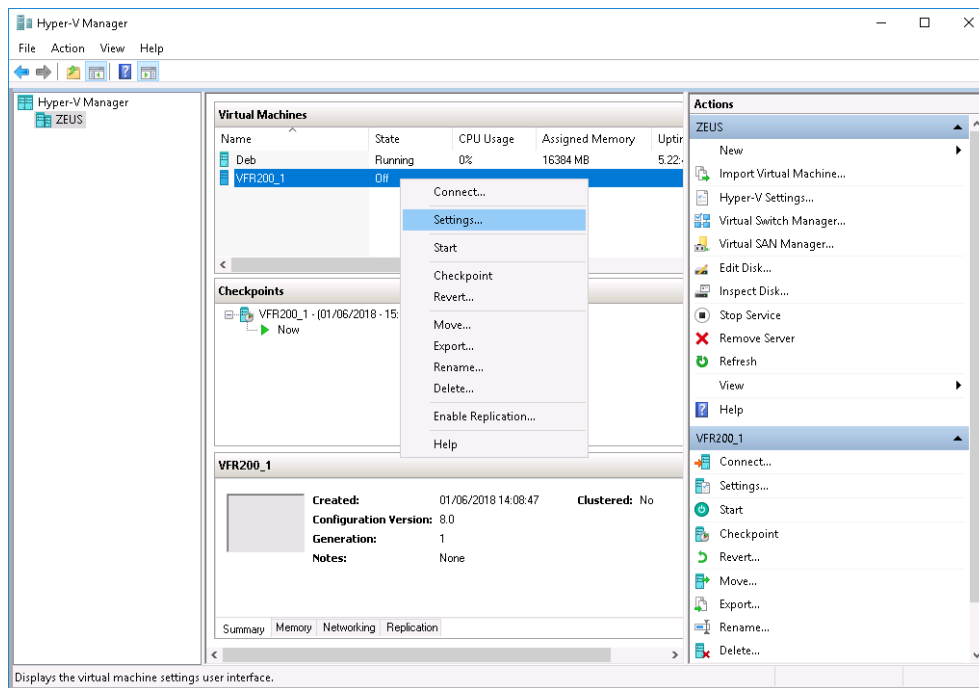 Hyper-V Manager
File Action View Help
Hyper-V Manager
ZEUS
Virtual Machines
Name State CPU Usage Assigned Memory Uptir
Deb Running 0% 16384 MB 5.22:
VFR200_1 Off
Connect...
Settings...
Start
Checkpoint
Revert...
Move...
Export...
Rename...
Delete...
Enable Replication...
Help
Checkpoints
VFR200_1 - (01/06/2018 - 15:
Now
VFR200_1
Created: 01/06/2018 14:08:47 Clustered: No
Configuration Version: 8.0
Generation: 1
Notes: None
Summary Memory Networking Replication
Actions
ZEUS
New
Import Virtual Machine...
Hyper-V Settings...
Virtual Switch Manager...
Virtual SAN Manager...
Edit Disk...
Inspect Disk...
Stop Service
Remove Server
Refresh
View
Help
VFR200_1
Connect...
Settings...
Start
Checkpoint
Revert...
Move...
Export...
Rename...
Delete...
Displays the virtual machine settings user interface.